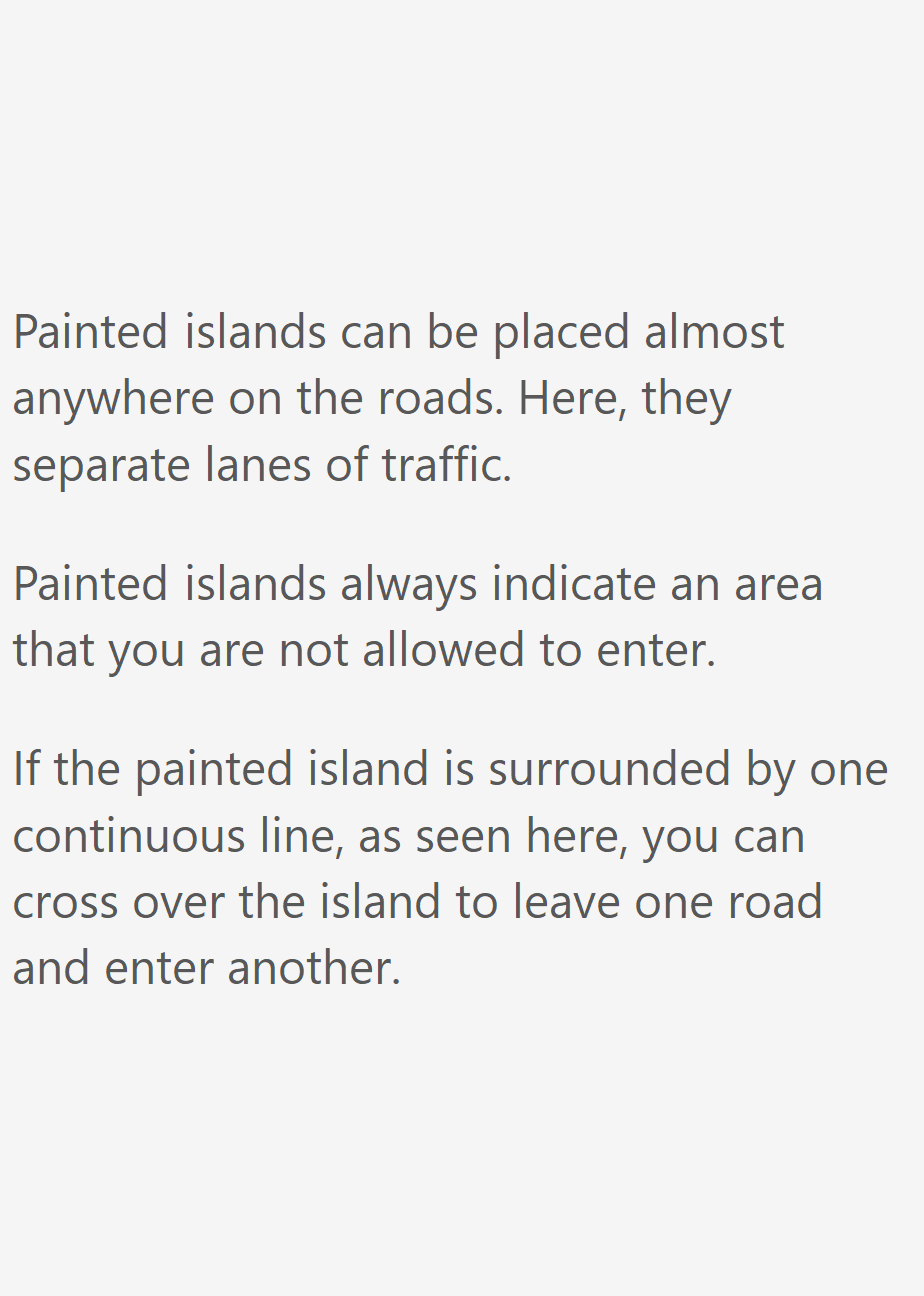 Painted islands can be placed almost
anywhere on the roads. Here, they
separate lanes of traffic.
Painted islands always indicate an area
that you are not allowed to enter.
If the painted island is surrounded by one
continuous line, as seen here, you can
cross over the island to leave one road
and enter another.